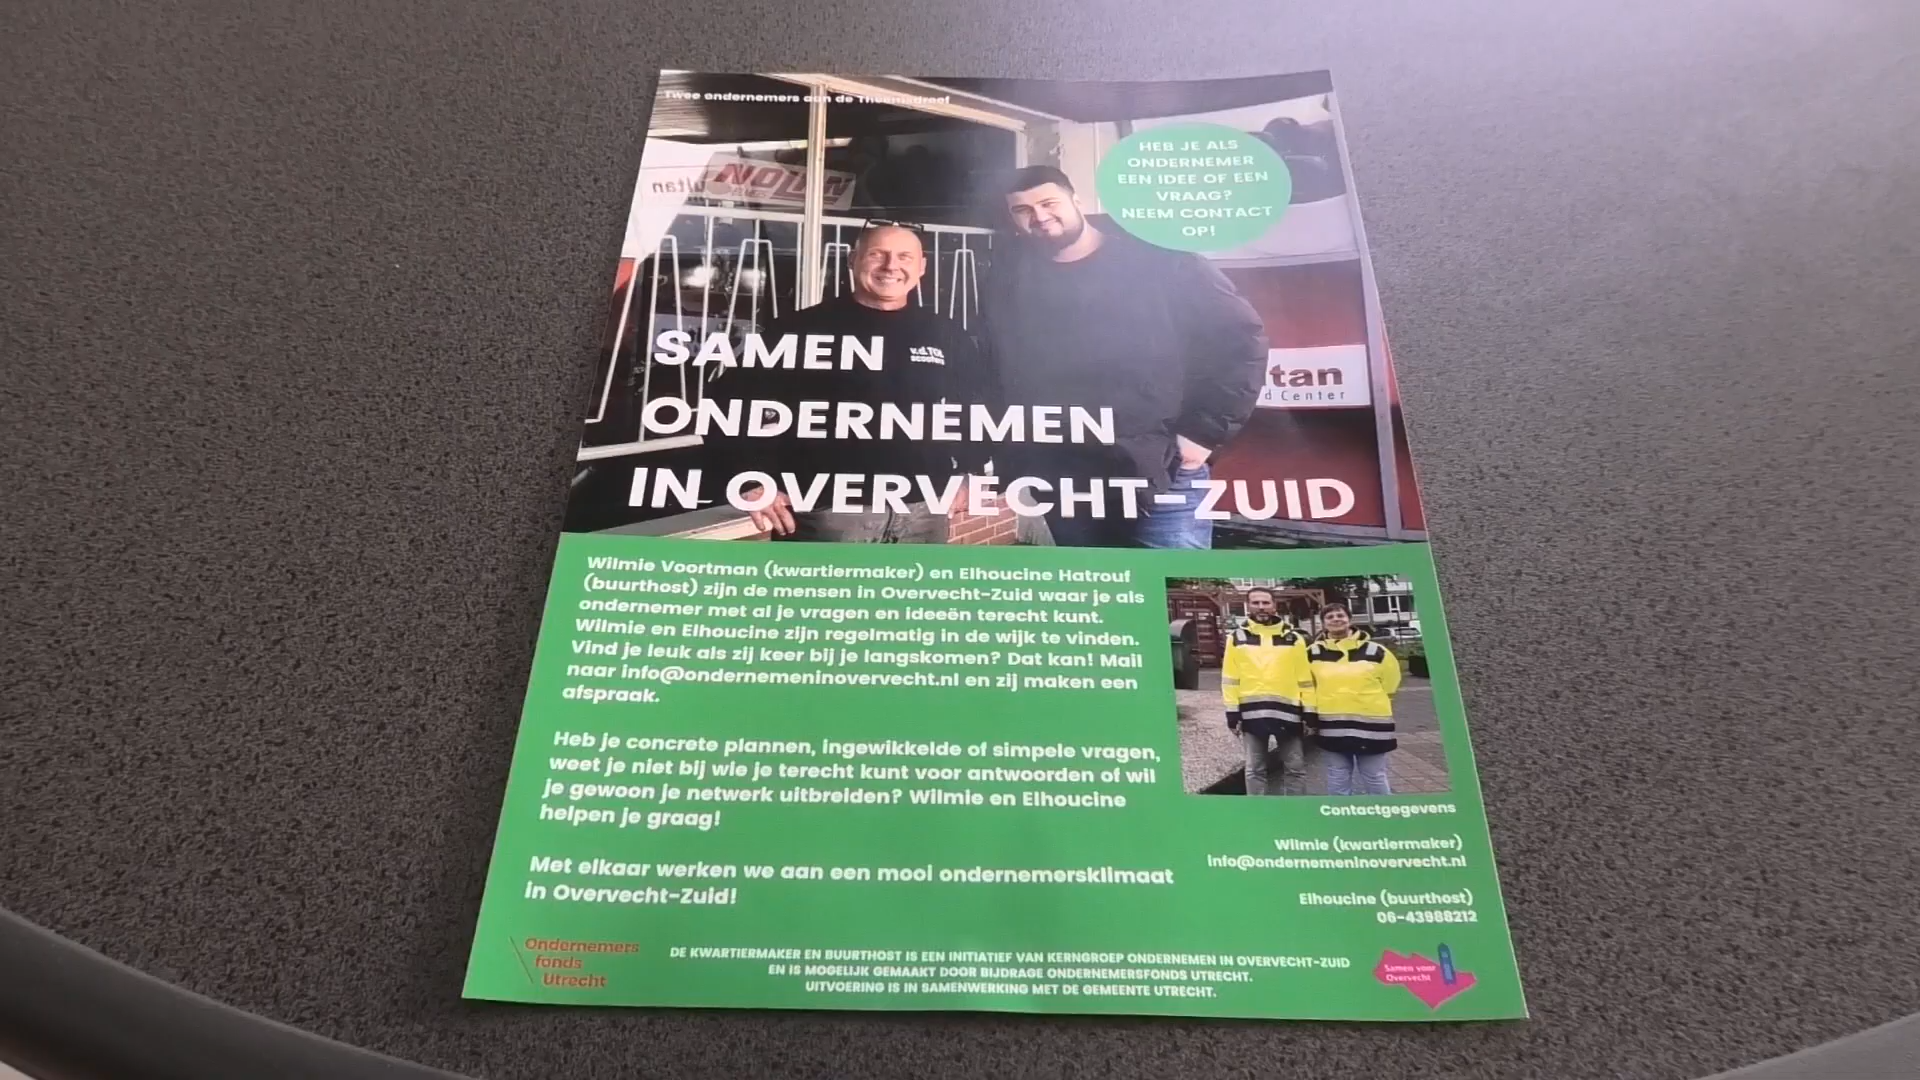 Twee ondernemers aan de Theemsdreef
NOLAN
HEB JE ALS
ONDERNEMER
EEN IDEE OF EEN
VRAAG?
NEEM CONTACT
OP!
v.d. TOL
scooters
SAMEN
ONDERNEMEN
IN OVERVECHT-ZUID
ltan
d Center
Wilmie Voortman (kwartiermaker) en Elhoucine Hatrouf
(buurthost) zijn de mensen in Overvecht-Zuid waar je als
ondernemer met al je vragen en ideeën terecht kunt.
Wilmie en Elhoucine zijn regelmatig in de wijk te vinden.
Vind je leuk als zij keer bij je langskomen? Dat kan! Mail
naar info@ondernemeninovervecht.nl en zij maken een
afspraak.
Heb je concrete plannen, ingewikkelde of simpele vragen,
weet je niet bij wie je terecht kunt voor antwoorden of wil
je gewoon je netwerk uitbreiden? Wilmie en Elhoucine
helpen je graag!
Met elkaar werken we aan een mooi ondernemersklimaat
in Overvecht-Zuid!
Contactgegevens
Wilmie (kwartiermaker)
info@ondernemeninovervecht.nl
Elhoucine (buurthost)
06-43988212
Ondernemers
fonds
Utrecht
DE KWARTIERMAKER EN BUURTHOST IS EEN INITIATIEF VAN KERNGROEP ONDERNEMEN IN OVERVECHT-ZUID
EN IS MOGELIJK GEMAAKT DOOR BIJDRAGE ONDERNEMERSFONDS UTRECHT.
UITVOERING IS IN SAMENWERKING MET DE GEMEENTE UTRECHT.
Samen voor
Overvecht